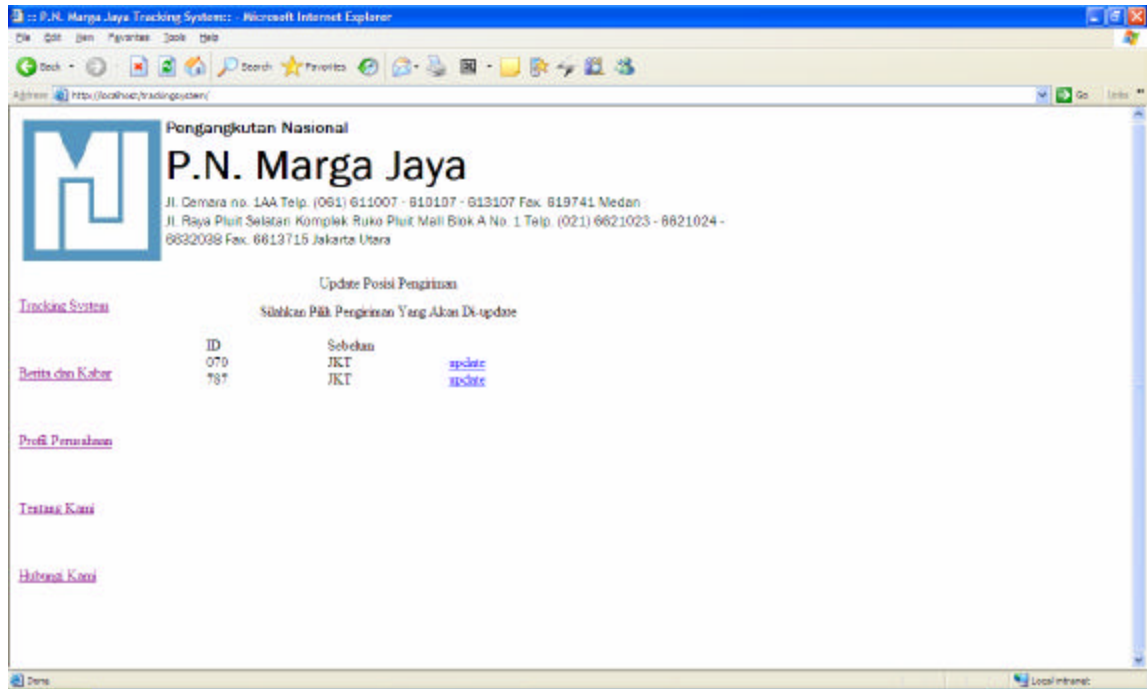 :: P.N. Marga Jaya Tracking System:: - Microsoft Internet Explorer
File Edit View Favorites Tools Help
Back Search Favorites
Address http://localhost/trackingsystem/ Go Links
Pengangkutan Nasional
P.N. Marga Jaya
Jl. Cemara no. 1AA Telp. (061) 611007 - 610107 - 613107 Fax. 619741 Medan
Jl. Raya Pluit Selatan Komplek Ruko Pluit Mall Blok A No. 1 Telp. (021) 6621023 - 6621024 -
6632038 Fax. 6613715 Jakarta Utara
Update Posisi Pengiriman
Silahkan Pilih Pengiriman Yang Akan Di-update
Tracking System
ID
079 JKT update
787 JKT update
Berita dan Kabar
Profil Perusahaan
Tentang Kami
Hubungi Kami
Done Local intranet